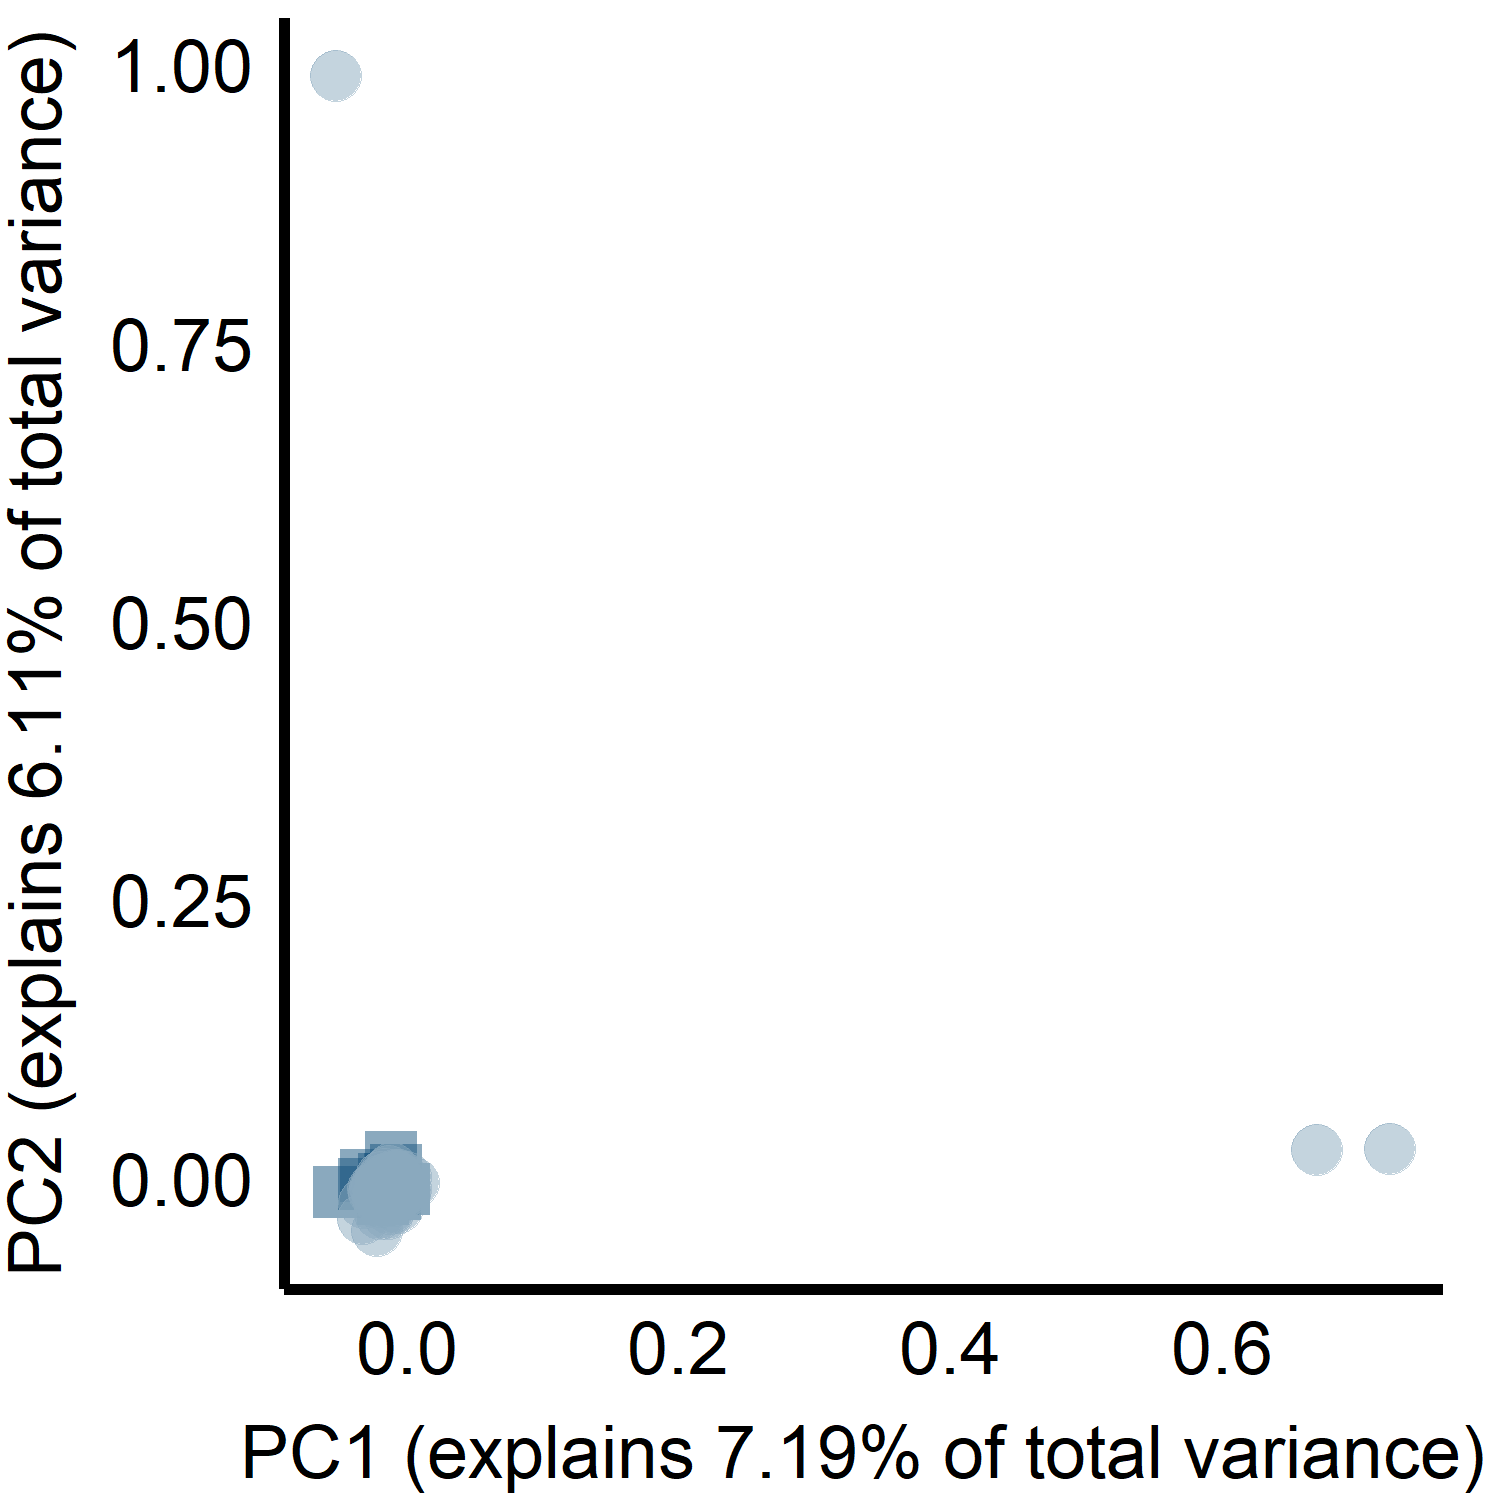 PC2 (explains 6.11% of total variance)
1.00
0.75
0.50
0.25
0.00
0.0 0.2 0.4 0.6
PC1 (explains 7.19% of total variance)